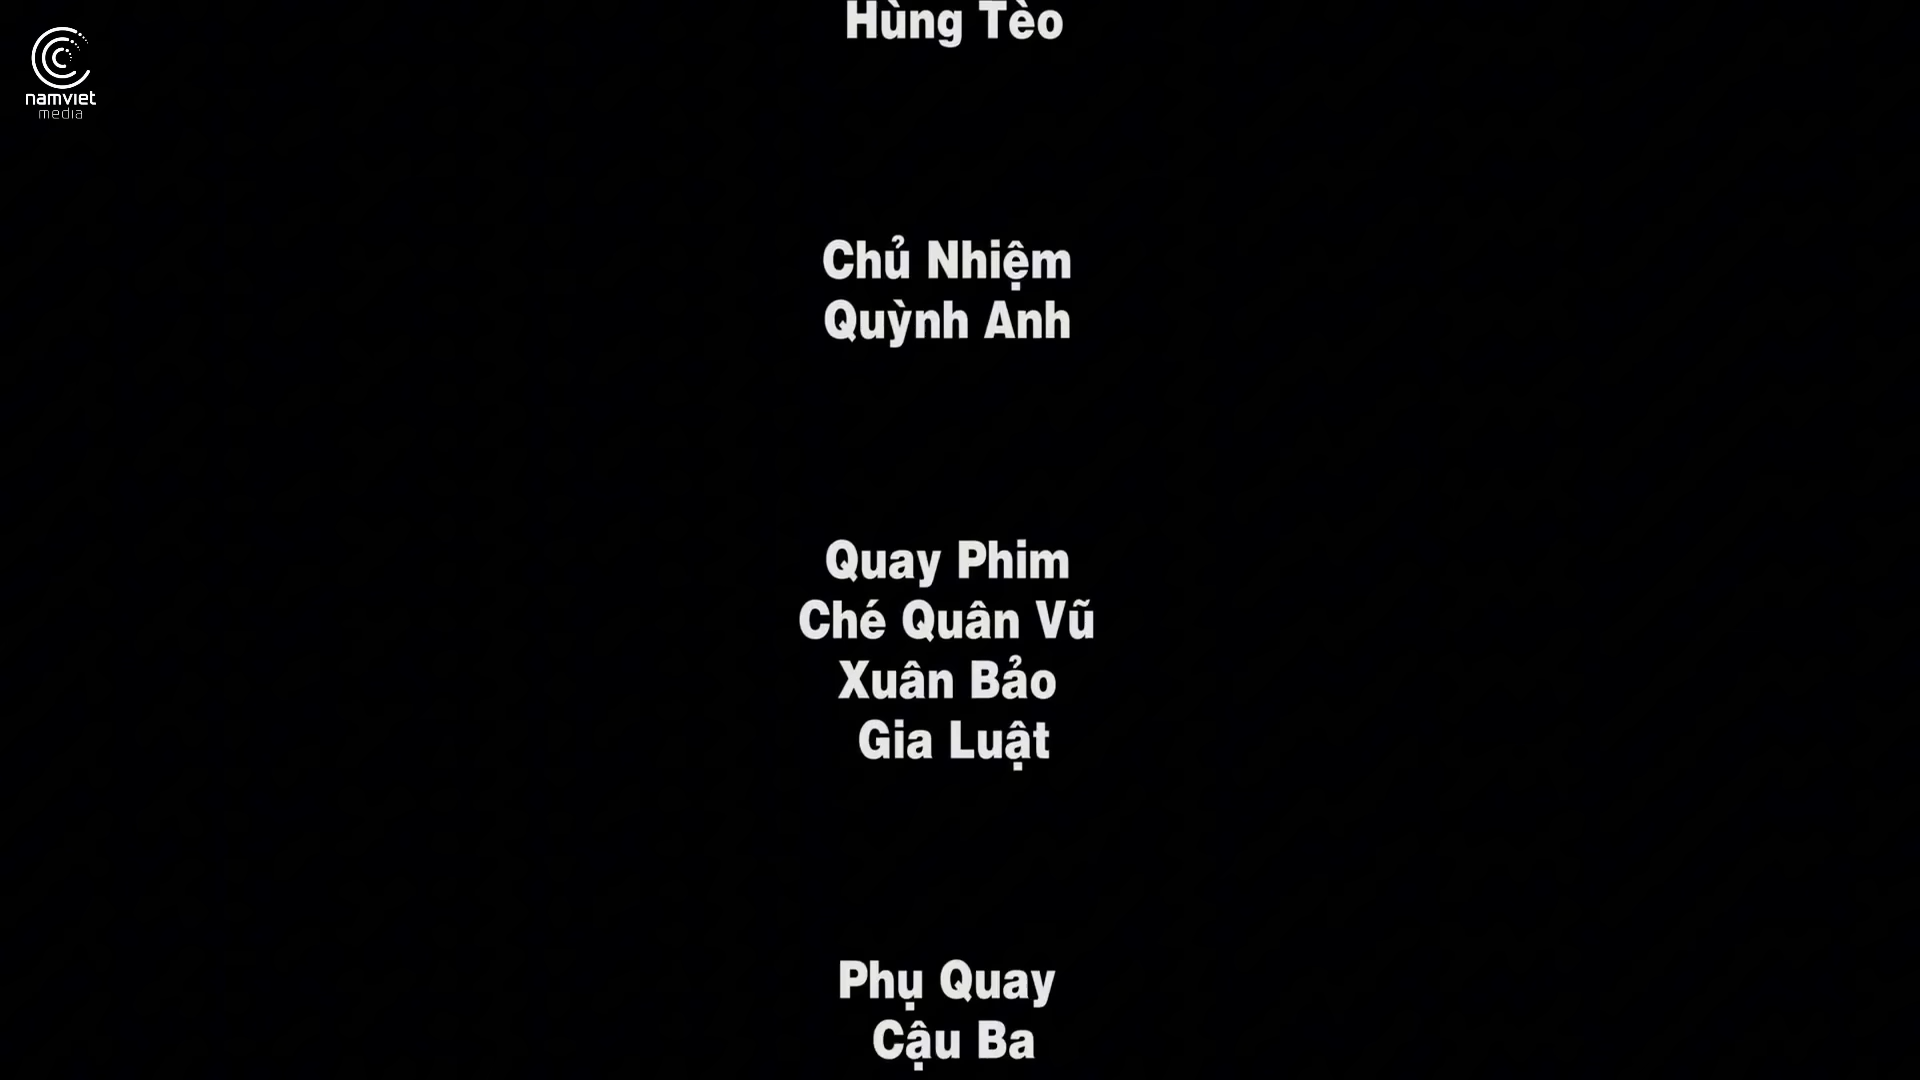 Hùng Tèo
namviet
media
Chủ Nhiệm
Quỳnh Anh
Quay Phim
Ché Quân Vũ
Xuân Bảo
Gia Luật
Phụ Quay
Cậu Ba